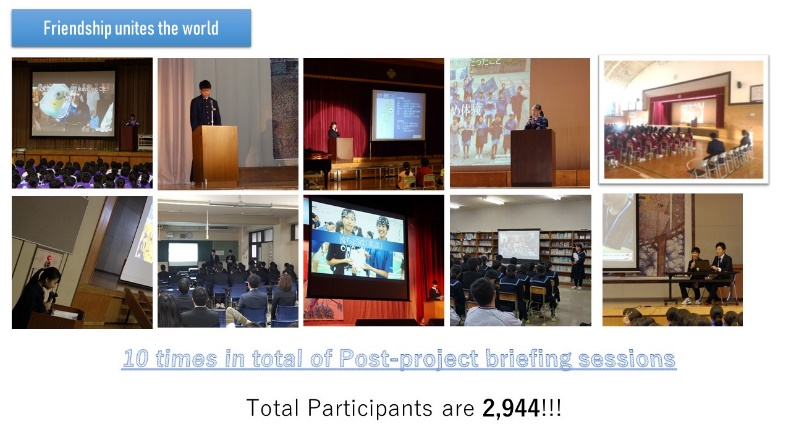 Friendship unites the world
10 times in total of Post-project briefing sessions
Total Participants are 2,944!!!